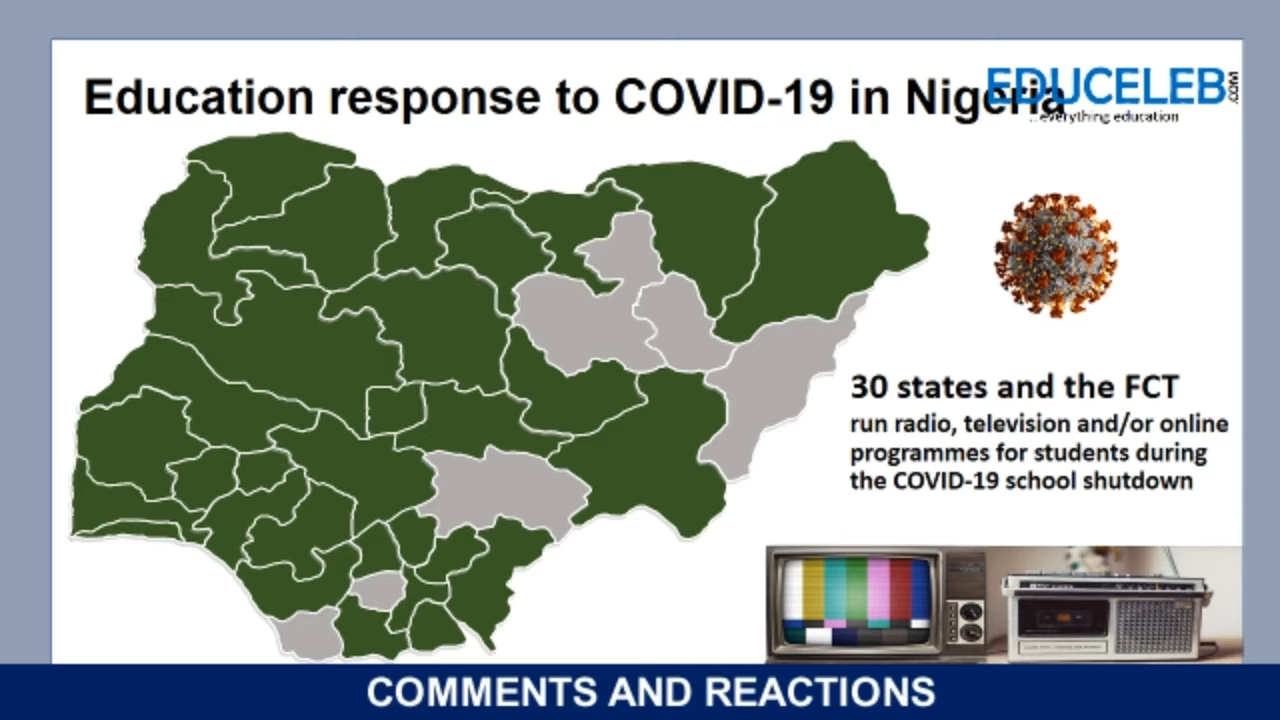 Education response to COVID-19 in Nigeria
EDUCELEB
.com
...everything education
30 states and the FCT
run radio, television and/or online
programmes for students during
the COVID-19 school shutdown
COMMENTS AND REACTIONS